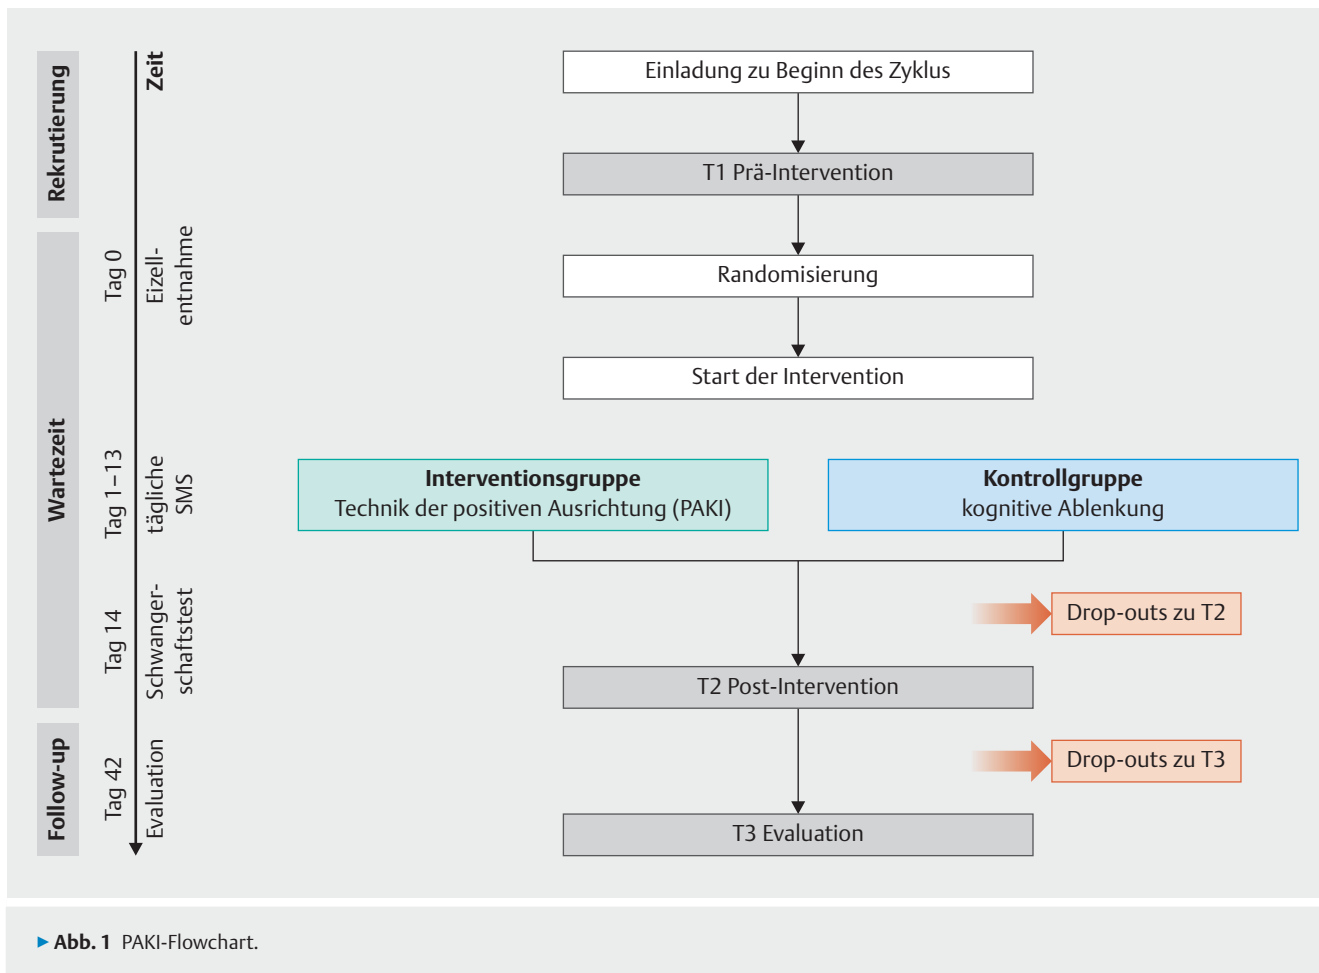 Rekrutierung
Wartezeit
Follow-up
Tag 0
Tag 1–13
Tag 14
Tag 42
Zeit
Eizell-
entnahme
tägliche
SMS
Schwanger-
schaftstest
Evaluation
Einladung zu Beginn des Zyklus
T1 Prä-Intervention
Randomisierung
Start der Intervention
Interventionsgruppe
Technik der positiven Ausrichtung (PAKI)
Kontrollgruppe
kognitive Ablenkung
Drop-outs zu T2
T2 Post-Intervention
Drop-outs zu T3
T3 Evaluation
▶ Abb. 1 PAKI-Flowchart.